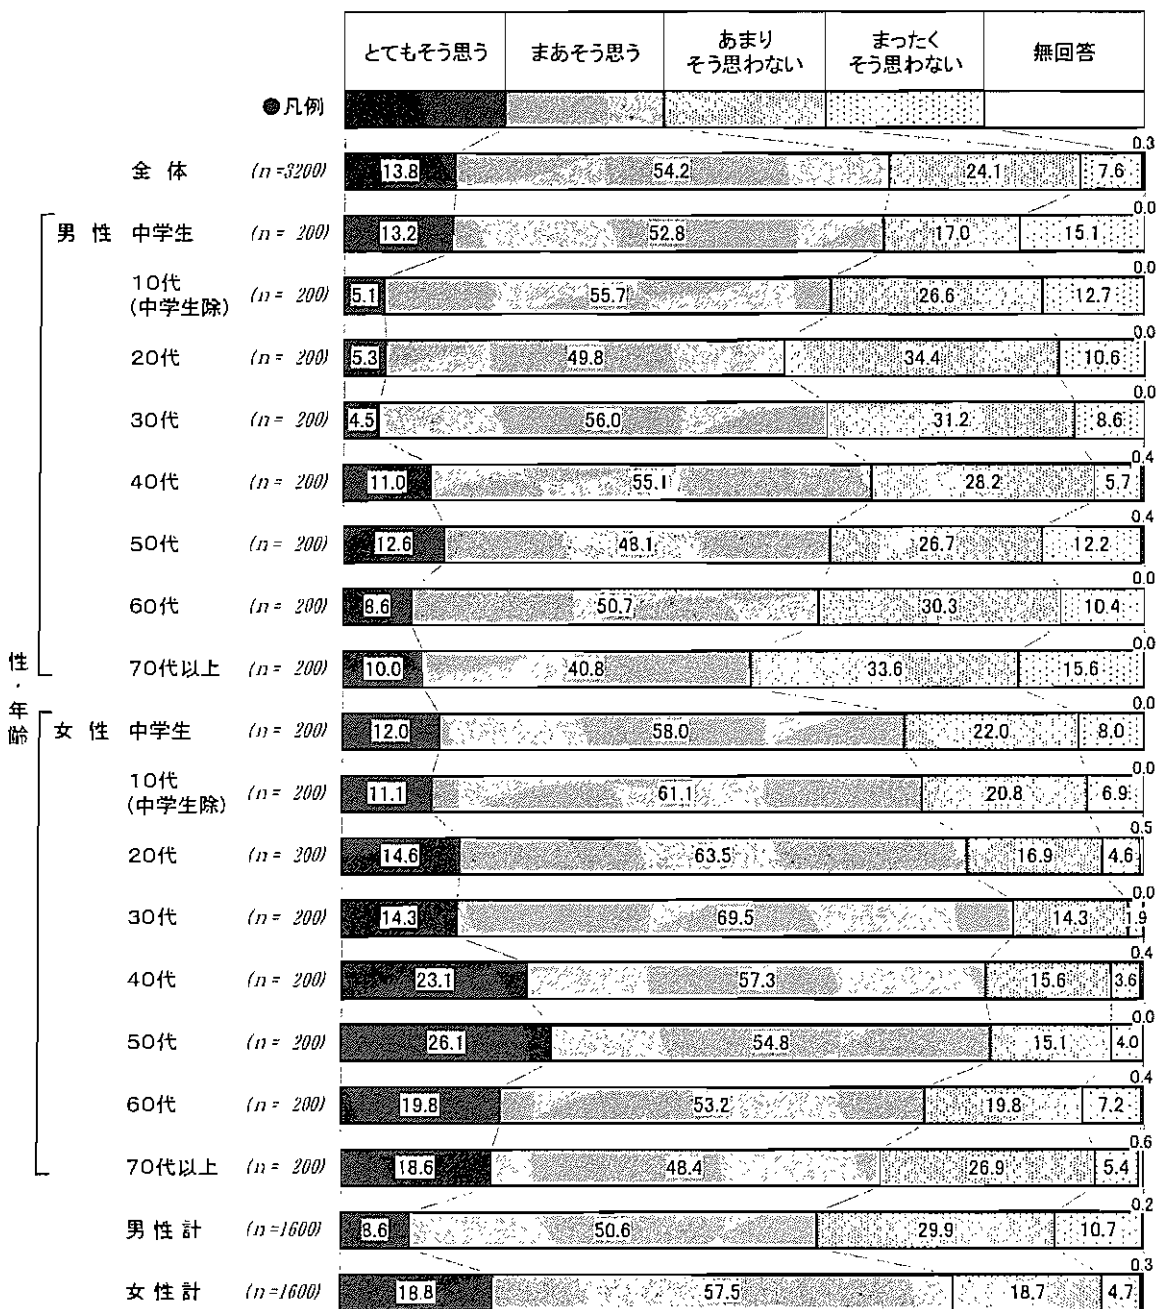 とてもそう思う まあそう思う あまり まったく 無回答
そう思わない そう思わない
●凡例
0.3
全体 (n=3200) 13.8 54.2 24.1 7.6
0.0
男性 中学生 (n= 200) 13.2 52.8 17.0 15.1
0.0
10代 (n= 200) 5.1 55.7 26.6 12.7
(中学生除)
0.0
20代 (n= 200) 5.3 49.8 34.4 10.6
0.0
30代 (n= 200) 4.5 56.0 31.2 8.6
0.4
40代 (n= 200) 11.0 55.1 28.2 5.7
0.4
50代 (n= 200) 12.6 48.1 26.7 12.2
0.0
60代 (n= 200) 8.6 50.7 30.3 10.4
0.0
70代以上 (n= 200) 10.0 40.8 33.6 15.6
性・年齢
0.0
女性 中学生 (n= 200) 12.0 58.0 22.0 8.0
0.0
10代 (n= 200) 11.1 61.1 20.8 6.9
(中学生除)
0.5
20代 (n= 200) 14.6 63.5 16.9 4.6
0.0
30代 (n= 200) 14.3 69.5 14.3 1.9
0.4
40代 (n= 200) 23.1 57.3 15.6 3.6
0.0
50代 (n= 200) 26.1 54.8 15.1 4.0
0.4
60代 (n= 200) 19.8 53.2 19.8 7.2
0.6
70代以上 (n= 200) 18.6 48.4 26.9 5.4
0.2
男性計 (n=1600) 8.6 50.6 29.9 10.7
0.3
女性計 (n=1600) 18.8 57.5 18.7 4.7